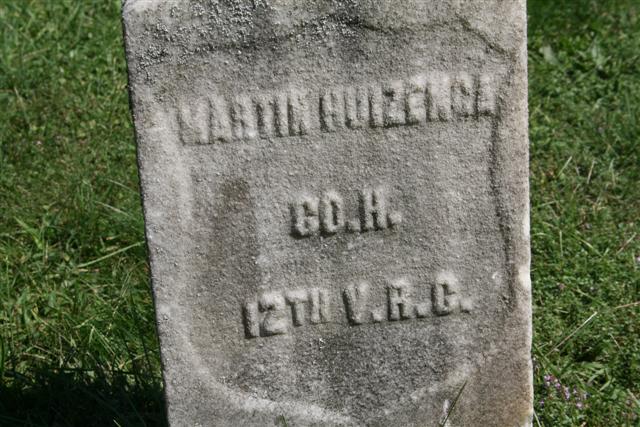 MARTIN HUIZENGA
CO. H.
12TH V. R. C.